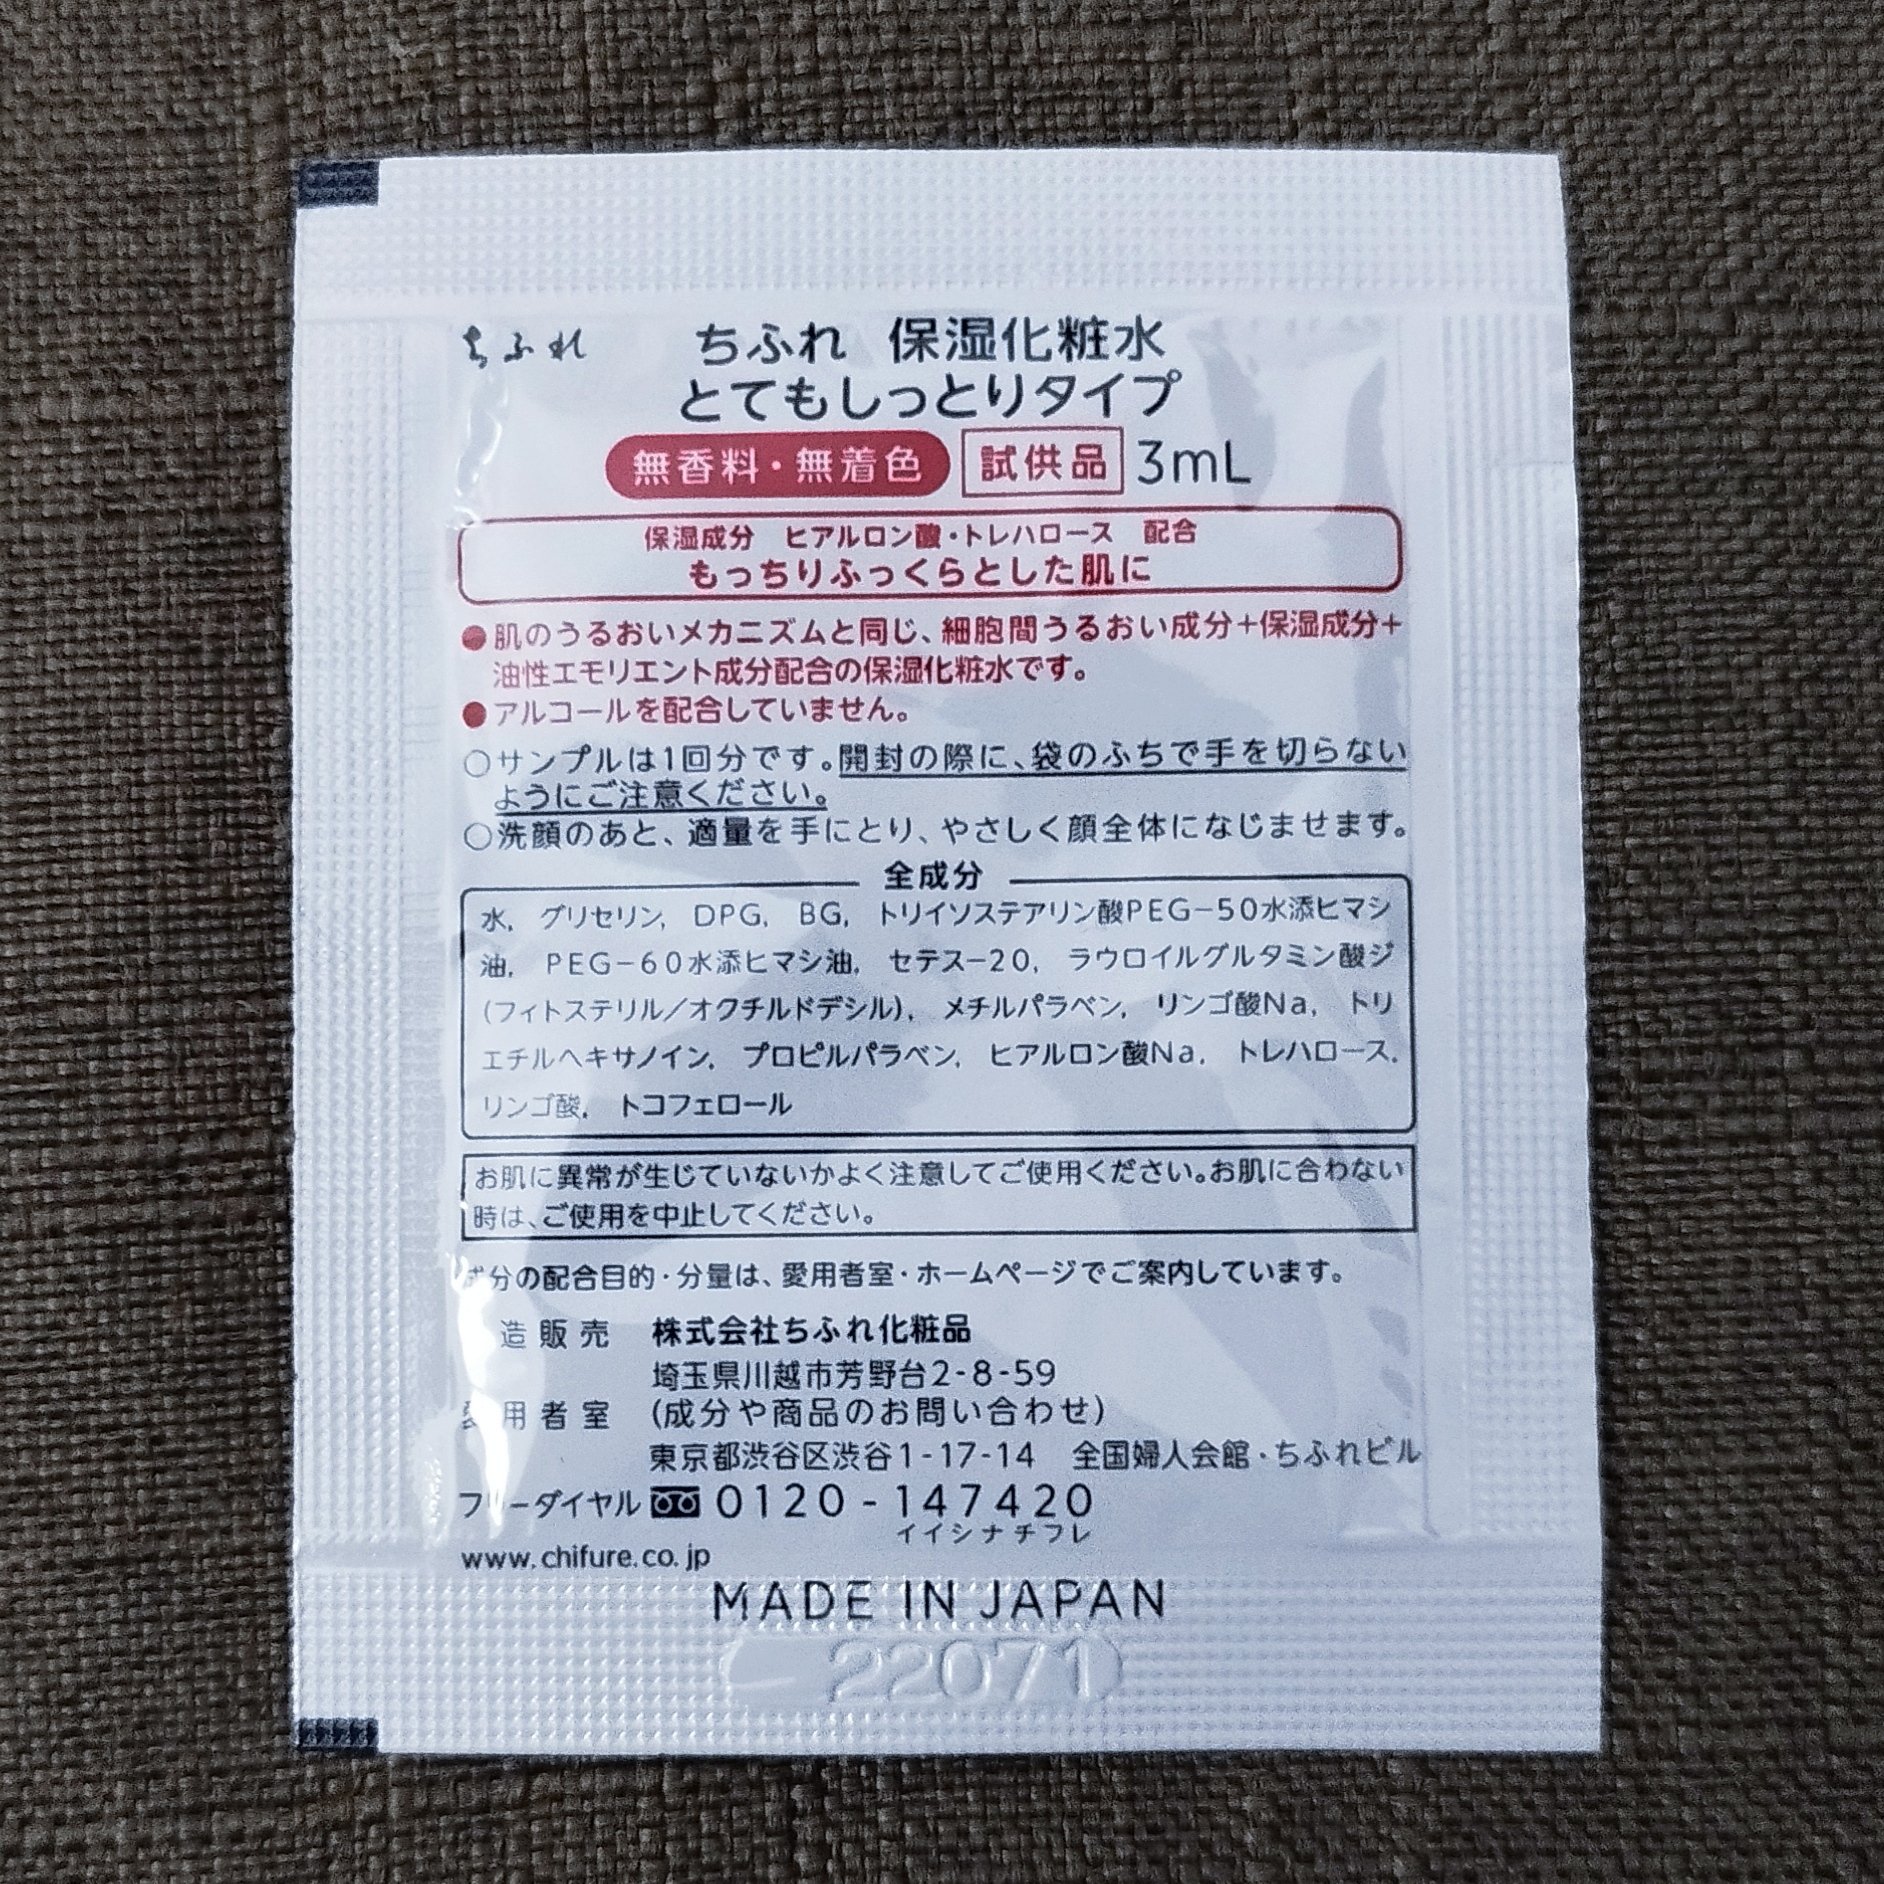 ちふれ ちふれ 保湿化粧水
とてもしっとりタイプ
無香料・無着色 試供品 3mL
保湿成分 ヒアルロン酸・トレハロース 配合
もっちりふっくらとした肌に
●肌のうるおいメカニズムと同じ、細胞間うるおい成分+保湿成分+
油性エモリエント成分配合の保湿化粧水です。
●アルコールを配合していません。
○サンプルは1回分です。開封の際に、袋のふちで手を切らない
ようにご注意ください。
○洗顔のあと、適量を手にとり、やさしく顔全体になじませます。
全成分
水, グリセリン, DPG, BG, トリイソステアリン酸PEG-50水添ヒマシ
油, PEG-60水添ヒマシ油, セテス-20, ラウロイルグルタミン酸ジ
(フィトステリル/オクチルドデシル), メチルパラベン, リンゴ酸Na, トリ
エチルヘキサノイン, プロピルパラベン, ヒアルロン酸Na, トレハロース,
リンゴ酸, トコフェロール
お肌に異常が生じていないかよく注意してご使用ください。お肌に合わない
時は、ご使用を中止してください。
成分の配合目的・分量は、愛用者室・ホームページでご案内しています。
造販売 株式会社ちふれ化粧品
埼玉県川越市芳野台2-8-59
愛用者室 (成分や商品のお問い合わせ)
東京都渋谷区渋谷1-17-14 全国婦人会館・ちふれビル
フリーダイヤル 0120-147420
イイシナチフレ
www.chifure.co.jp
MADE IN JAPAN
22071